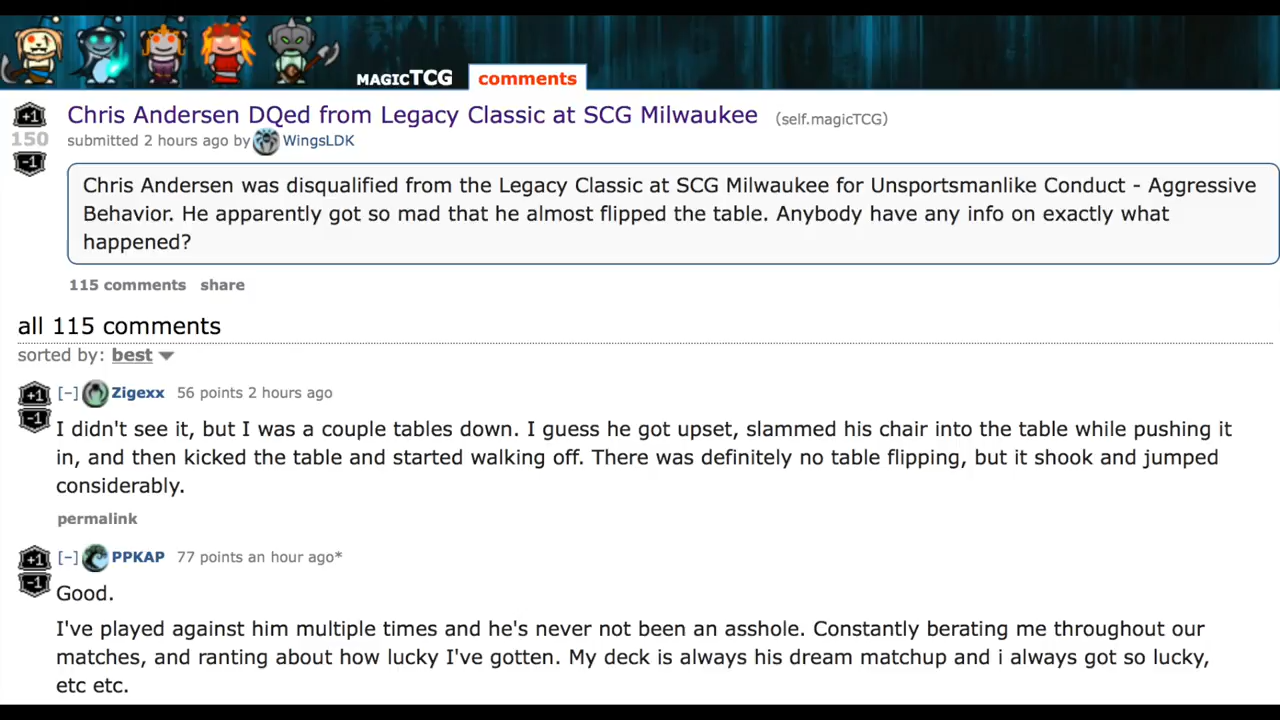 MAGICTCG comments
+1
Chris Andersen DQed from Legacy Classic at SCG Milwaukee (self.magicTCG)
150
submitted 2 hours ago by WingsLDK
-1
Chris Andersen was disqualified from the Legacy Classic at SCG Milwaukee for Unsportsmanlike Conduct - Aggressive
Behavior. He apparently got so mad that he almost flipped the table. Anybody have any info on exactly what
happened?
115 comments share
all 115 comments
sorted by: best
+1
[–] Zigexx 56 points 2 hours ago
-1
I didn't see it, but I was a couple tables down. I guess he got upset, slammed his chair into the table while pushing it
in, and then kicked the table and started walking off. There was definitely no table flipping, but it shook and jumped
considerably.
permalink
+1
[–] PPKAP 77 points an hour ago*
-1
Good.
I've played against him multiple times and he's never not been an asshole. Constantly berating me throughout our
matches, and ranting about how lucky I've gotten. My deck is always his dream matchup and i always got so lucky,
etc etc.